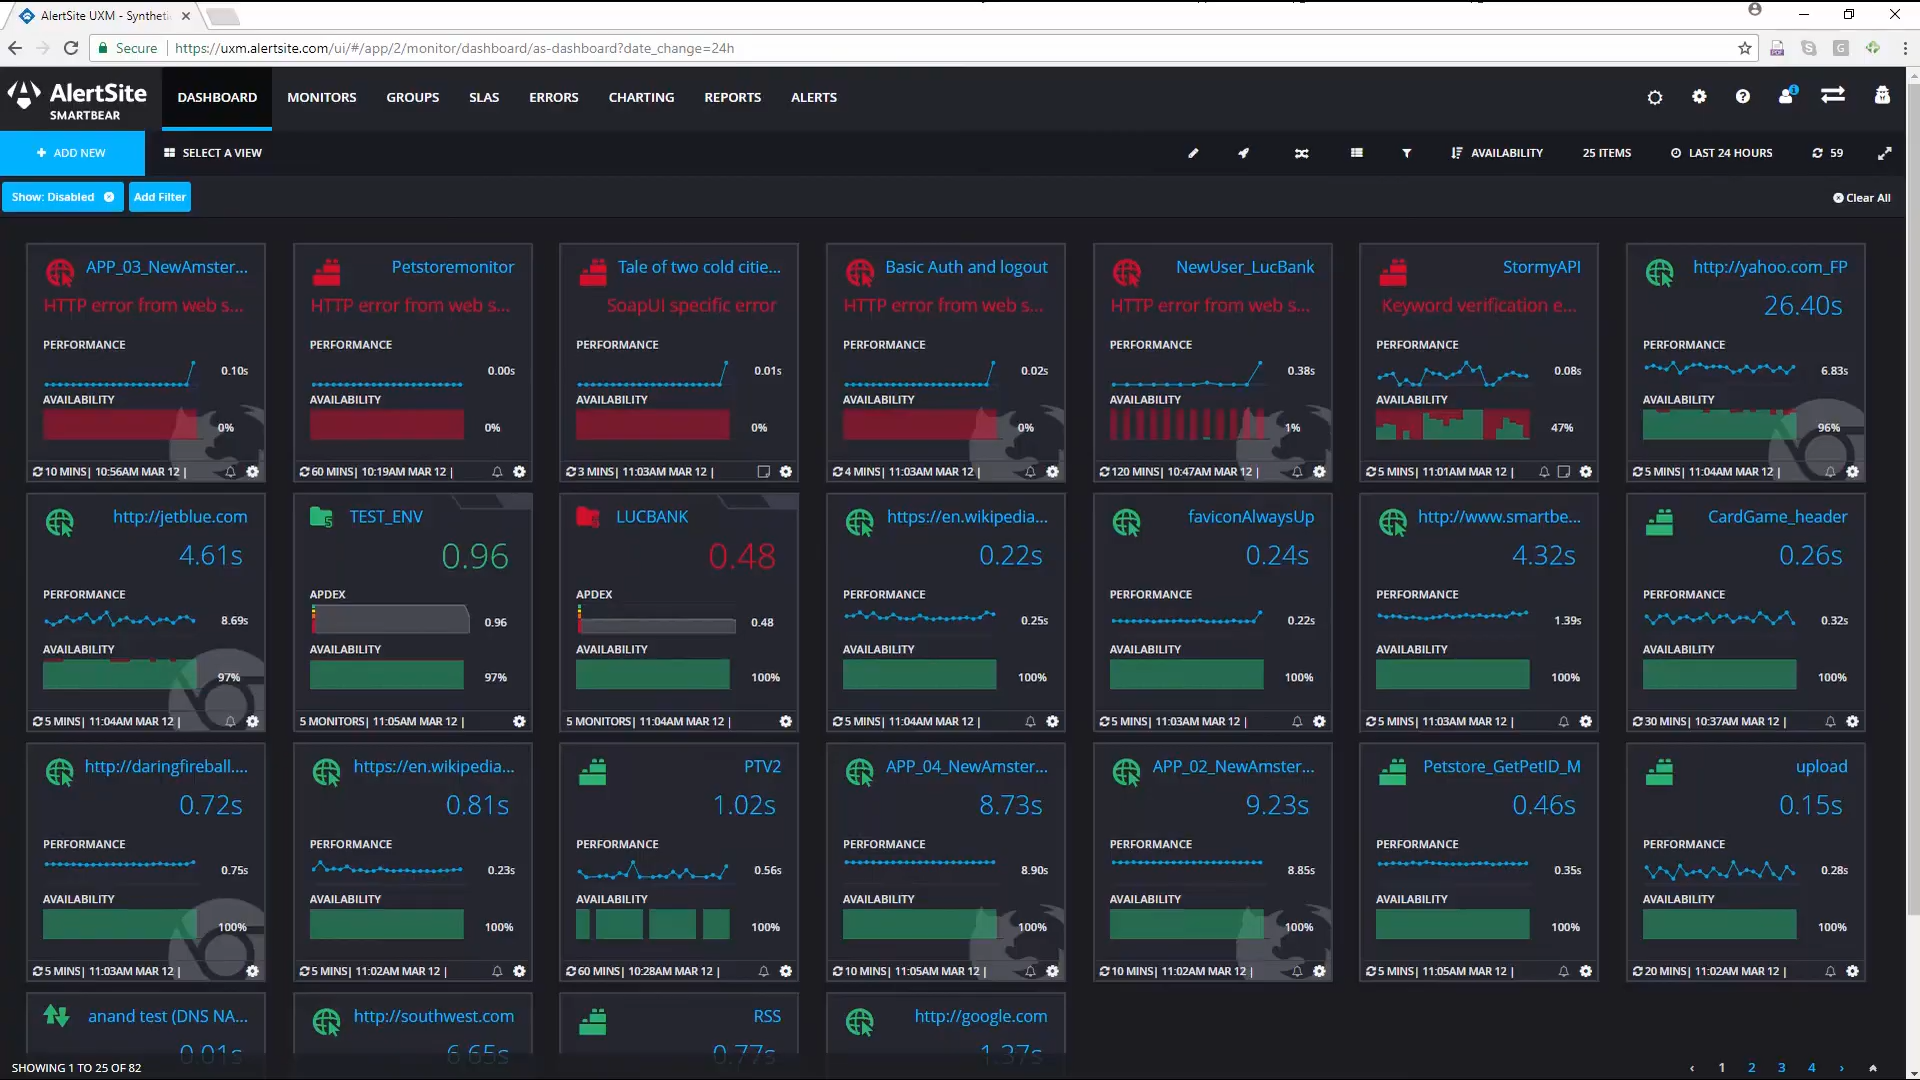 AlertSite UXM - Syntheti
Secure https://uxm.alertsite.com/ui/#/app/2/monitor/dashboard/as-dashboard?date_change=24h
AlertSite
SMARTBEAR
DASHBOARD MONITORS GROUPS SLAS ERRORS CHARTING REPORTS ALERTS
ADD NEW SELECT A VIEW AVAILABILITY 25 ITEMS LAST 24 HOURS 59
Show: Disabled Add Filter Clear All
APP_03_NewAmster...
HTTP error from web s...
PERFORMANCE
0.10s
AVAILABILITY
0%
10 MINS| 10:56AM MAR 12 |
Petstoremonitor
HTTP error from web s...
PERFORMANCE
0.00s
AVAILABILITY
0%
60 MINS| 10:19AM MAR 12 |
Tale of two cold citie...
SoapUI specific error
PERFORMANCE
0.01s
AVAILABILITY
0%
3 MINS| 11:03AM MAR 12 |
Basic Auth and logout
HTTP error from web s...
PERFORMANCE
0.02s
AVAILABILITY
0%
4 MINS| 11:03AM MAR 12 |
NewUser_LucBank
HTTP error from web s...
PERFORMANCE
0.38s
AVAILABILITY
1%
120 MINS| 10:47AM MAR 12 |
StormyAPI
Keyword verification e...
PERFORMANCE
0.08s
AVAILABILITY
47%
5 MINS| 11:01AM MAR 12 |
http://yahoo.com_FP
26.40s
PERFORMANCE
6.83s
AVAILABILITY
96%
5 MINS| 11:04AM MAR 12 |
http://jetblue.com
4.61s
PERFORMANCE
8.69s
AVAILABILITY
97%
5 MINS| 11:04AM MAR 12 |
5 TEST_ENV
0.96
APDEX
0.96
AVAILABILITY
97%
5 MONITORS| 11:05AM MAR 12 |
LUCBANK
0.48
APDEX
0.48
AVAILABILITY
100%
5 MONITORS| 11:04AM MAR 12 |
https://en.wikipedia...
0.22s
PERFORMANCE
0.25s
AVAILABILITY
100%
5 MINS| 11:04AM MAR 12 |
faviconAlwaysUp
0.24s
PERFORMANCE
0.22s
AVAILABILITY
100%
5 MINS| 11:03AM MAR 12 |
http://www.smartbe...
4.32s
PERFORMANCE
1.39s
AVAILABILITY
100%
5 MINS| 11:03AM MAR 12 |
CardGame_header
0.26s
PERFORMANCE
0.32s
AVAILABILITY
100%
30 MINS| 10:37AM MAR 12 |
http://daringfireball....
0.72s
PERFORMANCE
0.75s
AVAILABILITY
100%
5 MINS| 11:03AM MAR 12 |
https://en.wikipedia...
0.81s
PERFORMANCE
0.23s
AVAILABILITY
100%
5 MINS| 11:02AM MAR 12 |
PTV2
1.02s
PERFORMANCE
0.56s
AVAILABILITY
100%
60 MINS| 10:28AM MAR 12 |
APP_04_NewAmster...
8.73s
PERFORMANCE
8.90s
AVAILABILITY
100%
10 MINS| 11:05AM MAR 12 |
APP_02_NewAmster...
9.23s
PERFORMANCE
8.85s
AVAILABILITY
100%
10 MINS| 11:02AM MAR 12 |
Petstore_GetPetID_M
0.46s
PERFORMANCE
0.35s
AVAILABILITY
100%
5 MINS| 11:05AM MAR 12 |
upload
0.15s
PERFORMANCE
0.28s
AVAILABILITY
100%
20 MINS| 11:02AM MAR 12 |
anand test (DNS NA...
0.01s
http://southwest.com
6.65s
RSS
0.77s
http://google.com
1.37s
SHOWING 1 TO 25 OF 82
‹ 1 2 3 4 ›